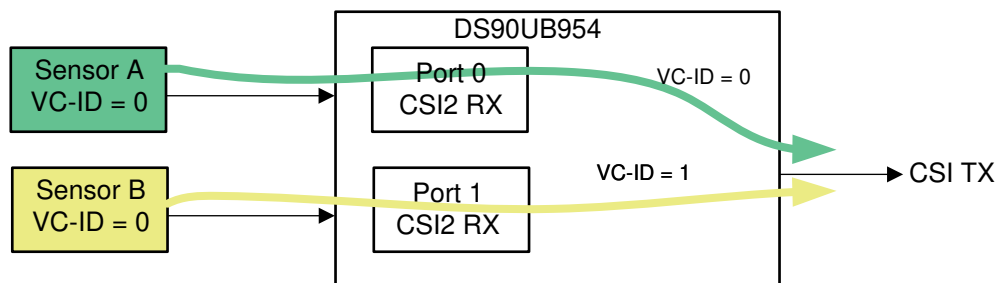 DS90UB954
Sensor A
VC-ID = 0
Port 0
CSI2 RX
VC-ID = 0
Sensor B
VC-ID = 0
Port 1
CSI2 RX
VC-ID = 1
CSI TX